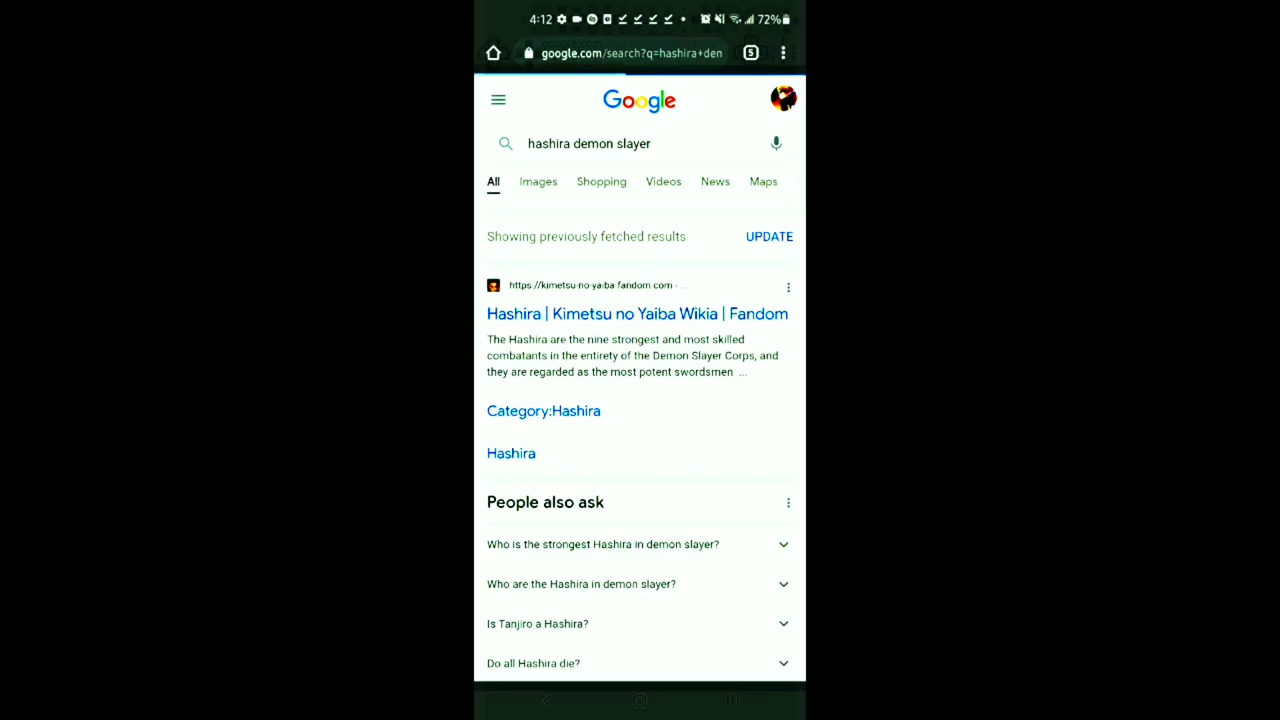 4:12
72%
google.com/search?q=hashira+den
5
Google
hashira demon slayer
All Images Shopping Videos News Maps
Showing previously fetched results UPDATE
https://kimetsu-no-yaiba.fandom.com › ...
Hashira | Kimetsu no Yaiba Wikia | Fandom
The Hashira are the nine strongest and most skilled
combatants in the entirety of the Demon Slayer Corps, and
they are regarded as the most potent swordsmen ...
Category:Hashira
Hashira
People also ask
Who is the strongest Hashira in demon slayer?
Who are the Hashira in demon slayer?
Is Tanjiro a Hashira?
Do all Hashira die?